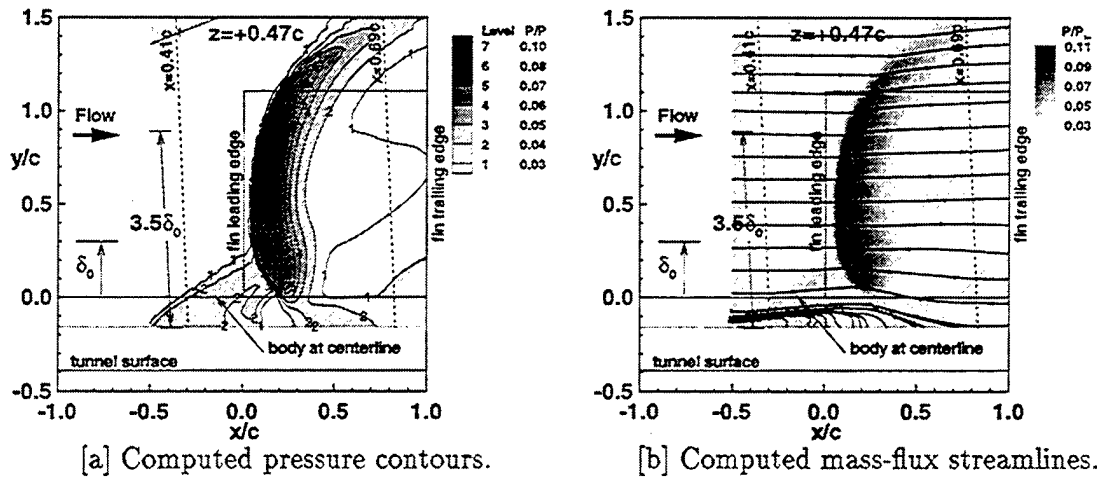 z=+0.47c
x=0.41c
x=0.69c
Level P/P
7 0.10
6 0.08
5 0.07
4 0.06
3 0.05
2 0.04
1 0.03
Flow
y/c
3.5δ₀
δ₀
fin leading edge
fin trailing edge
body at centerline
tunnel surface
1.5
1.0
0.5
0.0
-0.5
-1.0 -0.5 0.0 0.5 1.0
x/c
[a] Computed pressure contours.
z=+0.47c
x=0.41c
x=0.69c
P/P∞
0.11
0.09
0.07
0.05
0.03
Flow
y/c
3.5δ₀
δ₀
fin leading edge
fin trailing edge
body at centerline
tunnel surface
1.5
1.0
0.5
0.0
-0.5
-1.0 -0.5 0.0 0.5 1.0
x/c
[b] Computed mass-flux streamlines.